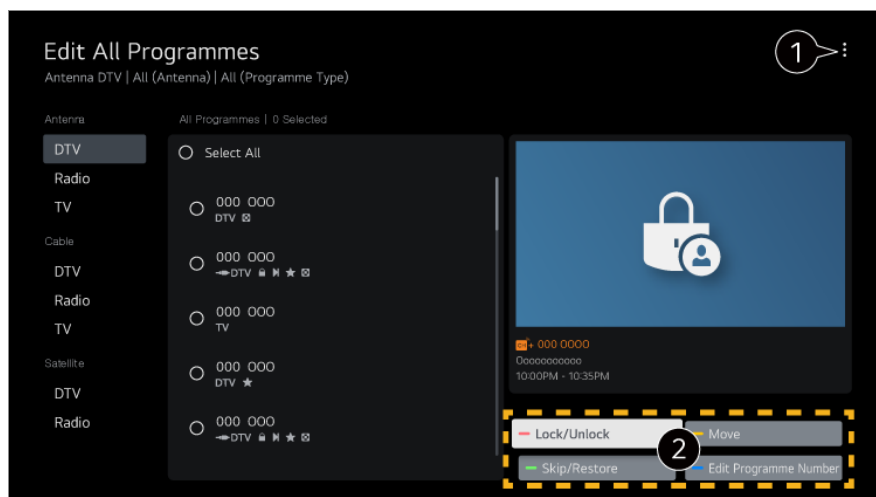 Edit All Programmes
Antenna DTV | All (Antenna) | All (Programme Type)
1
Antenna
DTV
Radio
TV
Cable
DTV
Radio
TV
Satellite
DTV
Radio
All Programmes | 0 Selected
Select All
000 000
DTV
000 000
DTV
000 000
TV
000 000
DTV
000 000
DTV
000 0000
Ooooooooooo
10:00PM - 10:35PM
Lock/Unlock
Move
2
Skip/Restore
Edit Programme Number